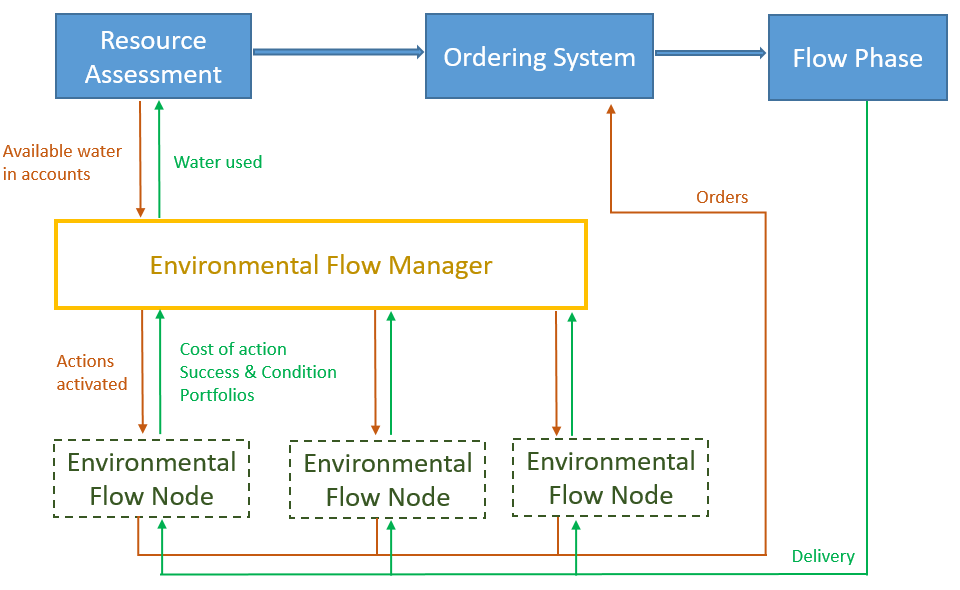 Resource
Assessment
Ordering System
Flow Phase
Available water
in accounts
Water used
Orders
Environmental Flow Manager
Actions
activated
Cost of action
Success & Condition
Portfolios
Environmental
Flow Node
Environmental
Flow Node
Environmental
Flow Node
Delivery